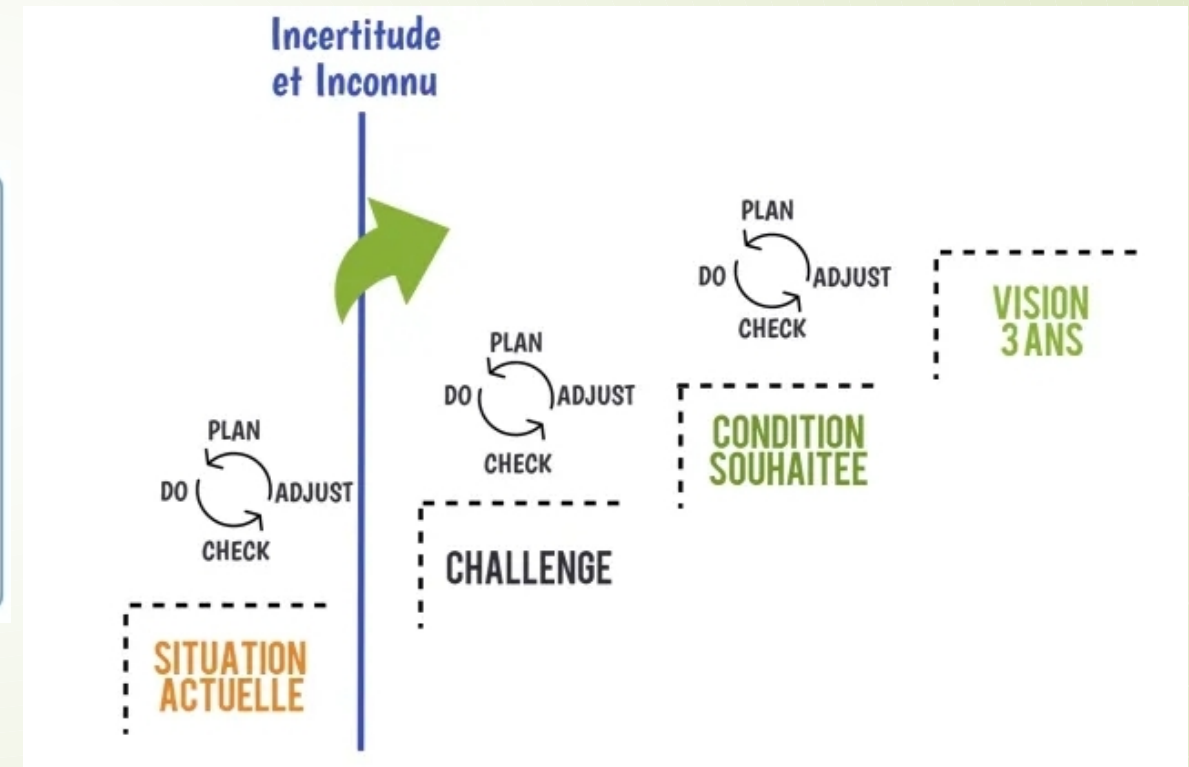 Incertitude
et Inconnu
PLAN
DO
ADJUST
CHECK
VISION
3 ANS
PLAN
DO
ADJUST
CHECK
CONDITION
SOUHAITEE
PLAN
DO
ADJUST
CHECK
CHALLENGE
SITUATION
ACTUELLE